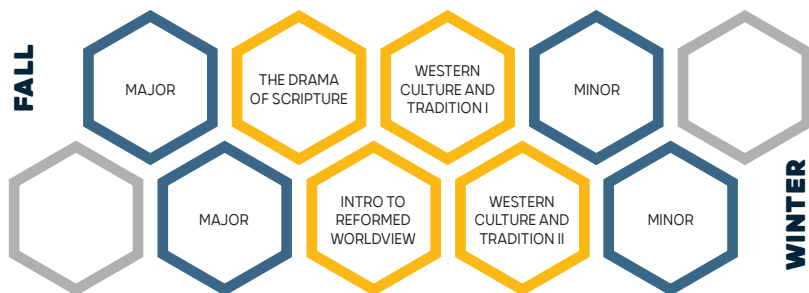 FALL
MAJOR
THE DRAMA
OF SCRIPTURE
WESTERN
CULTURE AND
TRADITION I
MINOR
MAJOR
INTRO TO
REFORMED
WORLDVIEW
WESTERN
CULTURE AND
TRADITION II
MINOR
WINTER